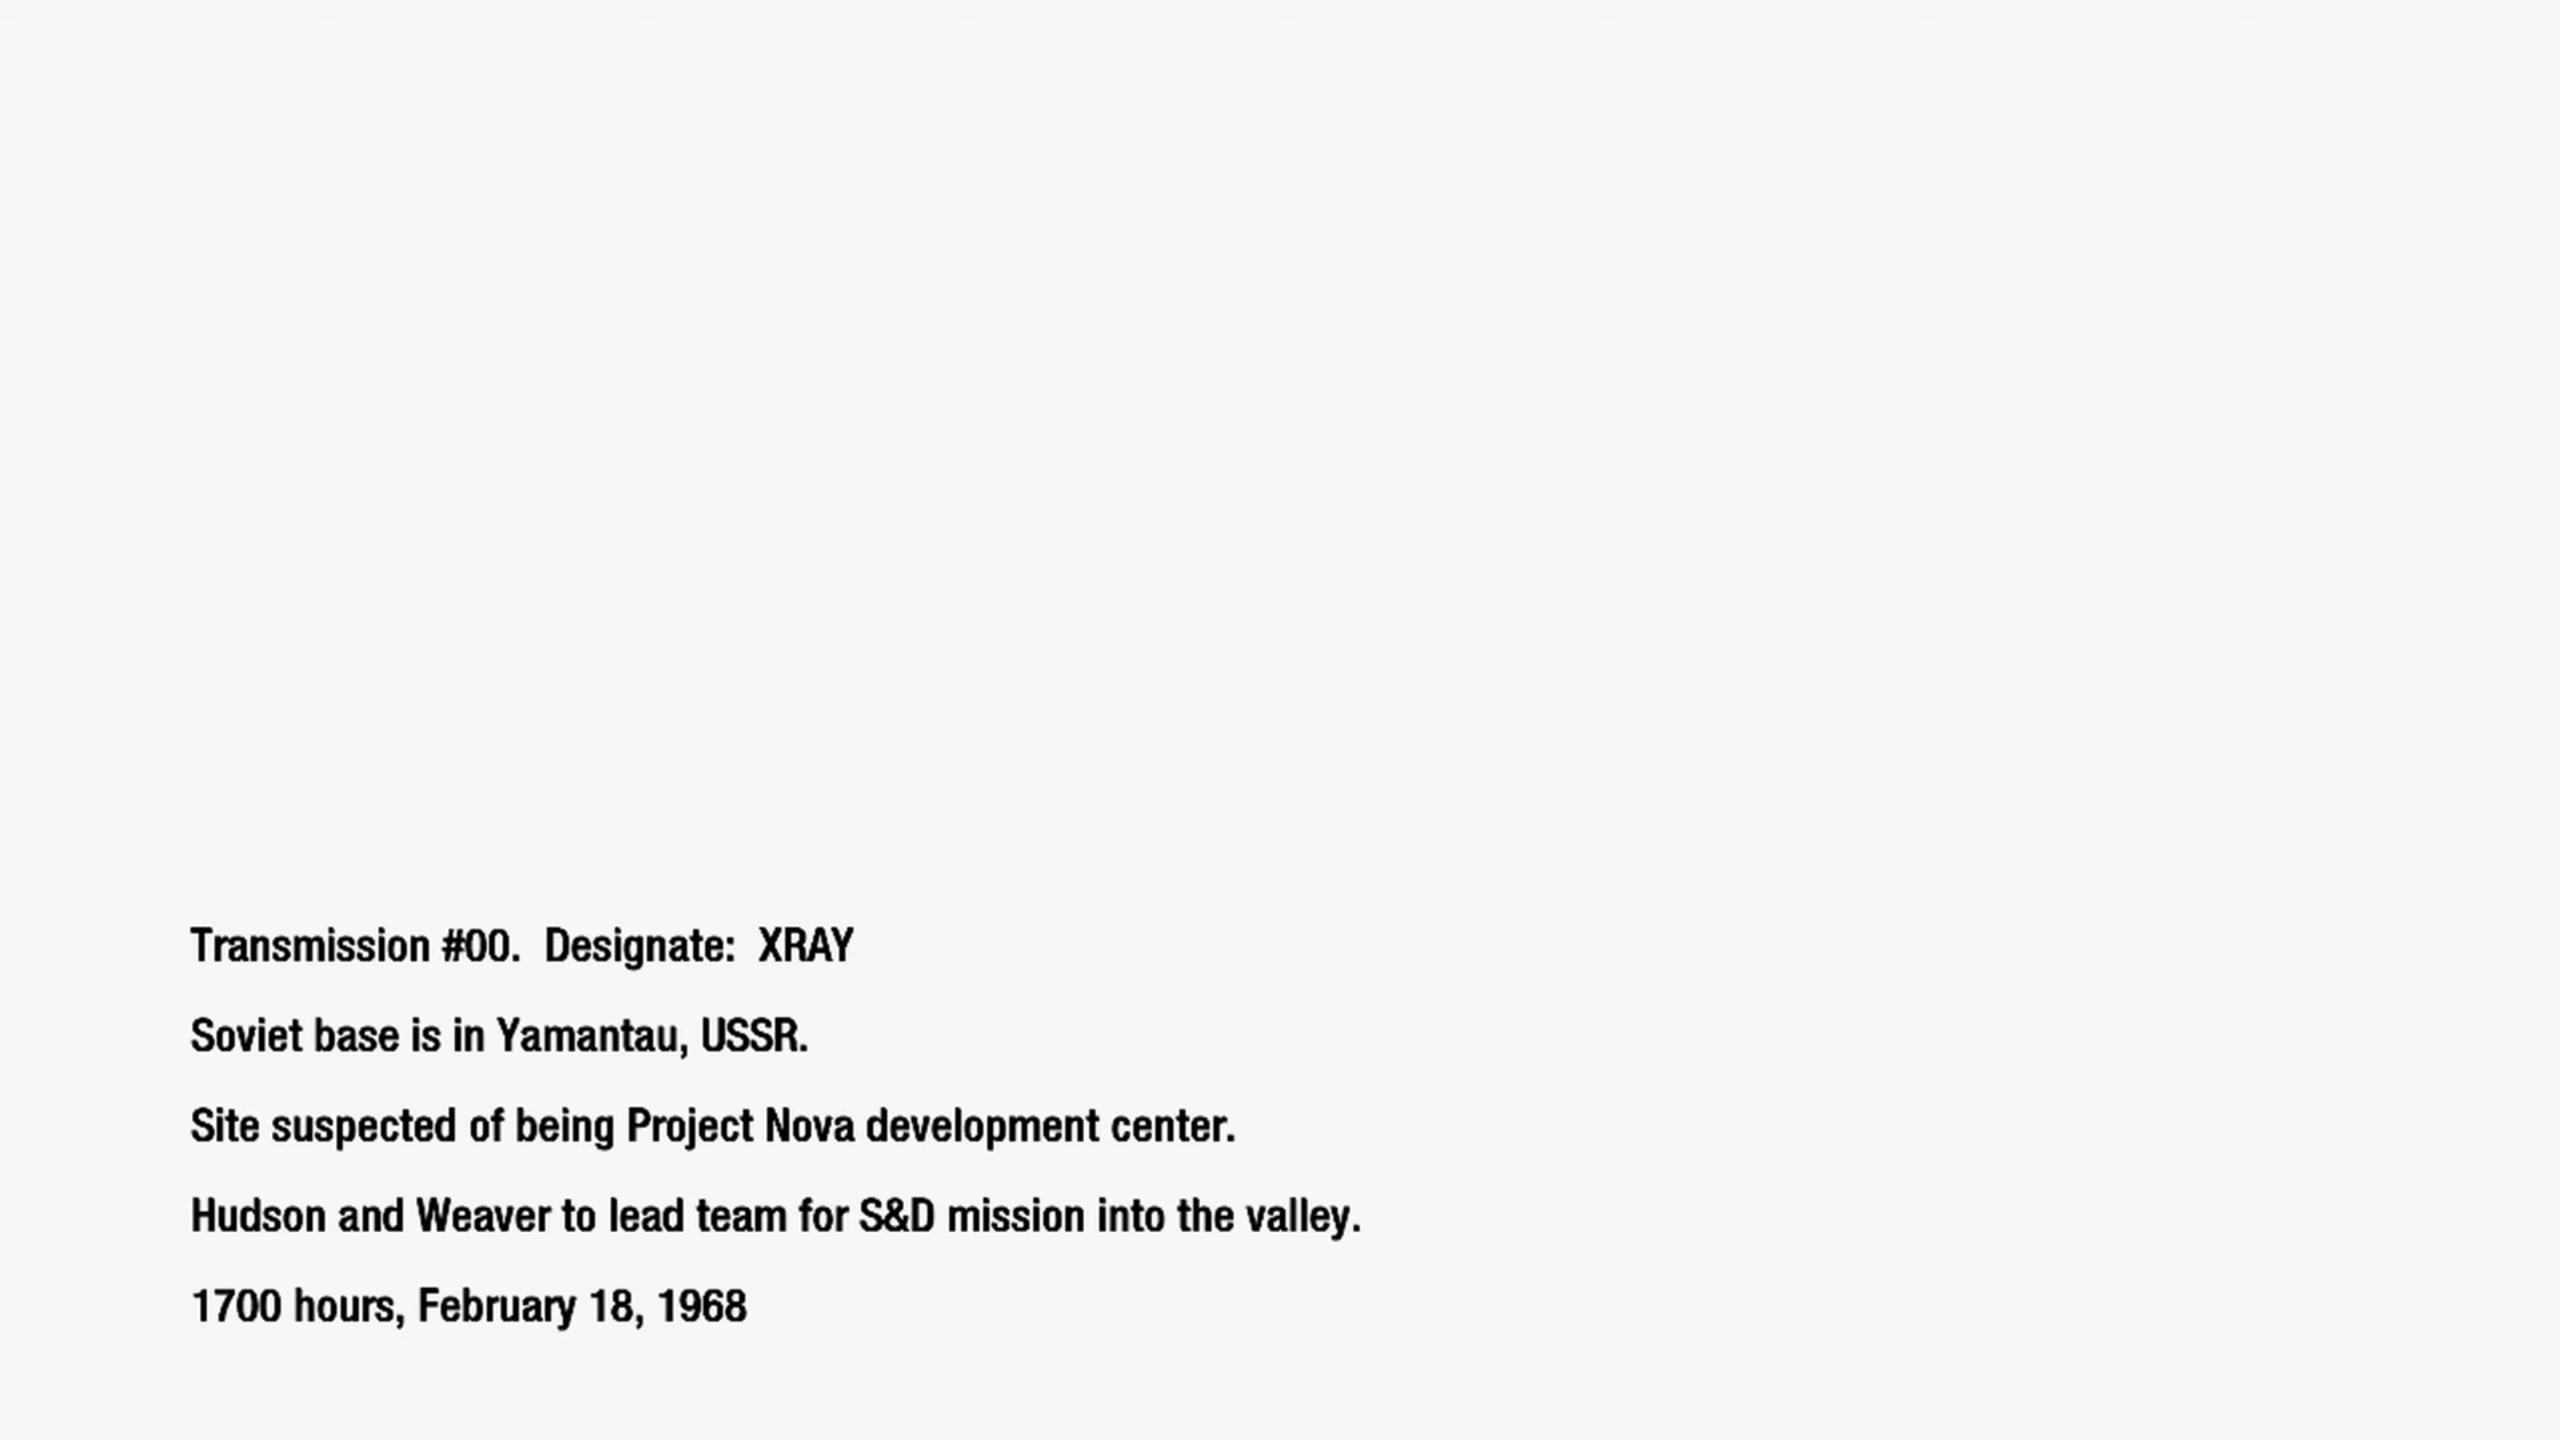 Transmission #00.  Designate:  XRAY
Soviet base is in Yamantau, USSR.
Site suspected of being Project Nova development center.
Hudson and Weaver to lead team for S&D mission into the valley.
1700 hours, February 18, 1968